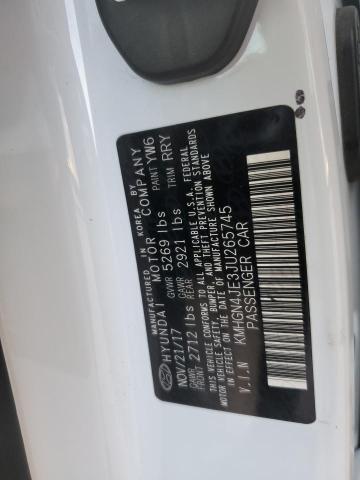 MANUFACTURED IN KOREA BY
HYUNDAI MOTOR COMPANY
NOV/21/17 GVWR 5269 lbs PAINT YW6
GAWR FRONT 2712 lbs GAWR REAR 2921 lbs TRIM RRY
THIS VEHICLE CONFORMS TO ALL APPLICABLE U.S.A. FEDERAL
MOTOR VEHICLE SAFETY, BUMPER, AND THEFT PREVENTION STANDARDS
IN EFFECT ON THE DATE OF MANUFACTURE SHOWN ABOVE
V.I.N KMHGN4JE3JU265745
PASSENGER CAR